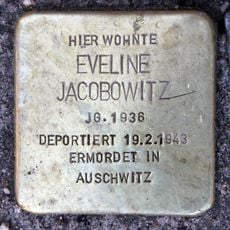 HIER WOHNTE
EVELINE
JACOBOWITZ
JG. 1936
DEPORTIERT 19.2.1943
ERMORDET IN
AUSCHWITZ